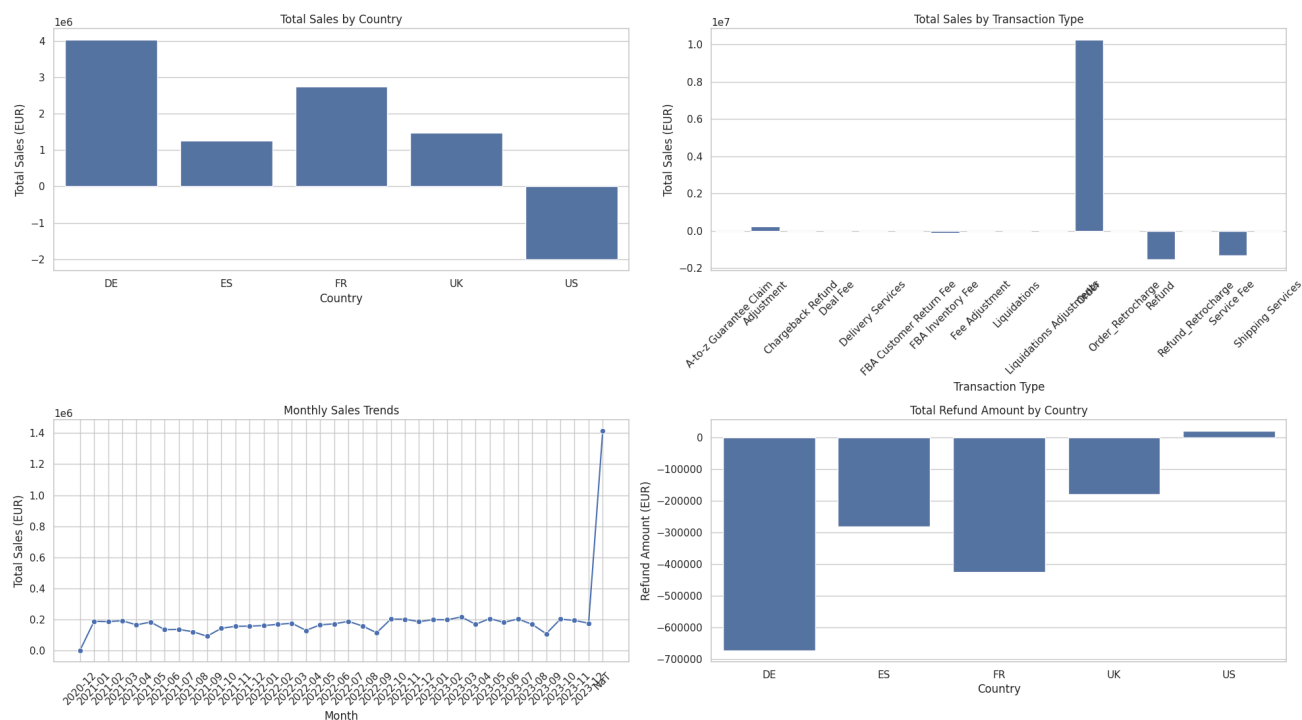 Total Sales by Country
1e6
Total Sales (EUR)
4
3
2
1
0
−1
−2
DE ES FR UK US
Country
Total Sales by Transaction Type
1e7
Total Sales (EUR)
1.0
0.8
0.6
0.4
0.2
0.0
−0.2
A-to-z Guarantee Claim
Adjustment
Chargeback Refund
Deal Fee
Delivery Services
FBA Customer Return Fee
FBA Inventory Fee
Fee Adjustment
Liquidations
Liquidations Adjustments
Order
Order_Retrocharge
Refund
Refund_Retrocharge
Service Fee
Shipping Services
Transaction Type
Monthly Sales Trends
1e6
Total Sales (EUR)
1.4
1.2
1.0
0.8
0.6
0.4
0.2
0.0
2020-12
2021-01
2021-02
2021-03
2021-04
2021-05
2021-06
2021-07
2021-08
2021-09
2021-10
2021-11
2021-12
2022-01
2022-02
2022-03
2022-04
2022-05
2022-06
2022-07
2022-08
2022-09
2022-10
2022-11
2022-12
2023-01
2023-02
2023-03
2023-04
2023-05
2023-06
2023-07
2023-08
2023-09
2023-10
2023-11
2023-12
NaT
Month
Total Refund Amount by Country
Refund Amount (EUR)
0
−100000
−200000
−300000
−400000
−500000
−600000
−700000
DE ES FR UK US
Country